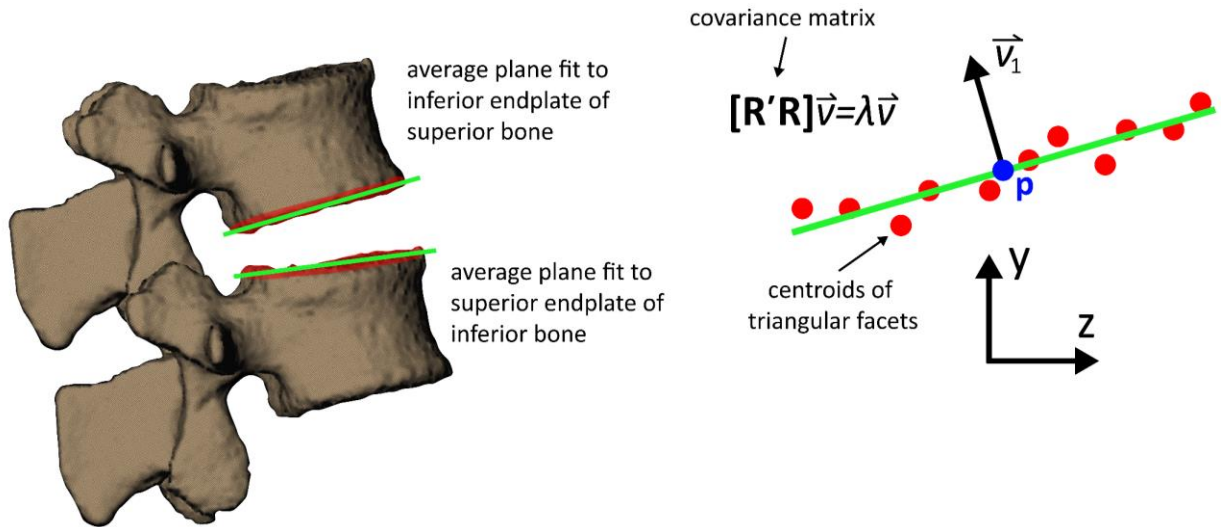 average plane fit to
inferior endplate of
superior bone
average plane fit to
superior endplate of
inferior bone
covariance matrix
[R'R]v⃗=λv⃗
v⃗₁
p
centroids of
triangular facets
y
z